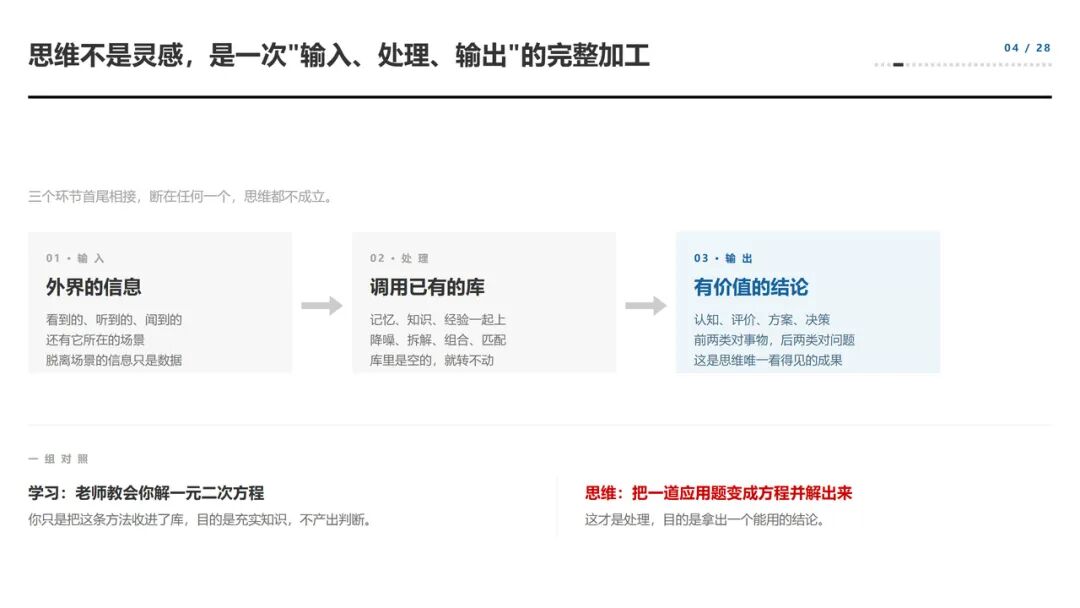 思维不是灵感，是一次"输入、处理、输出"的完整加工
04 / 28
三个环节首尾相接，断在任何一个，思维都不成立。
01 · 输入
外界的信息
看到的、听到的、闻到的
还有它所在的场景
脱离场景的信息只是数据
02 · 处理
调用已有的库
记忆、知识、经验一起上
降噪、拆解、组合、匹配
库里是空的，就转不动
03 · 输出
有价值的结论
认知、评价、方案、决策
前两类对事物，后两类对问题
这是思维唯一看得见的成果
一组对照
学习：老师教会你解一元二次方程
你只是把这条方法收进了库，目的是充实知识，不产出判断。
思维：把一道应用题变成方程并解出来
这才是处理，目的是拿出一个能用的结论。